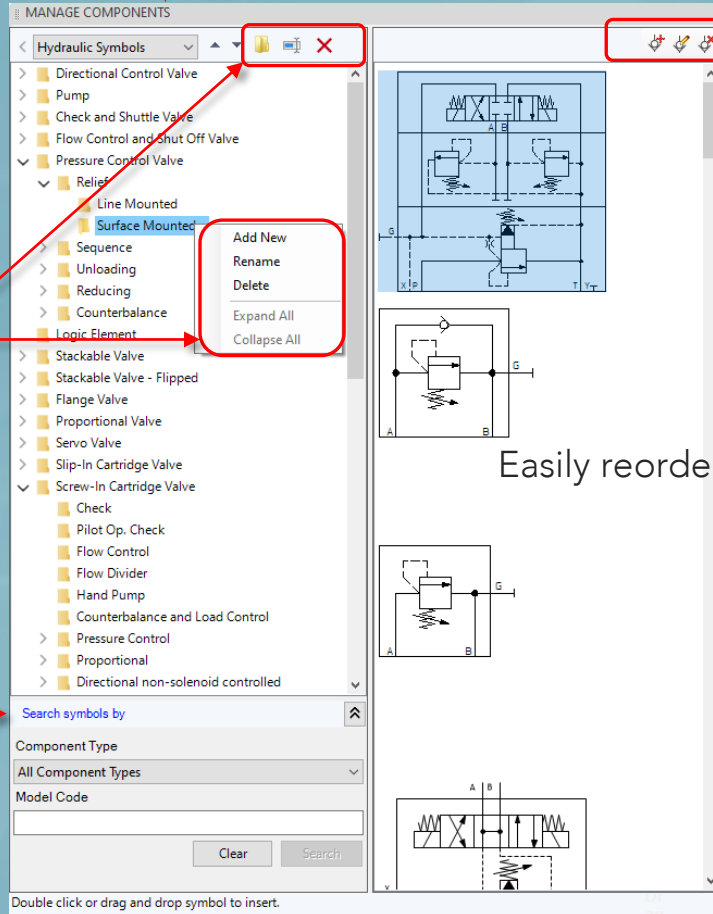 MANAGE COMPONENTS
Hydraulic Symbols
Directional Control Valve
Pump
Check and Shuttle Valve
Flow Control and Shut Off Valve
Pressure Control Valve
Relief
Line Mounted
Surface Mounted
Sequence
Unloading
Reducing
Counterbalance
Logic Element
Stackable Valve
Stackable Valve - Flipped
Flange Valve
Proportional Valve
Servo Valve
Slip-In Cartridge Valve
Screw-In Cartridge Valve
Check
Pilot Op. Check
Flow Control
Flow Divider
Hand Pump
Counterbalance and Load Control
Pressure Control
Proportional
Directional non-solenoid controlled
Add New
Rename
Delete
Expand All
Collapse All
Search symbols by
Component Type
All Component Types
Model Code
Clear Search
Double click or drag and drop symbol to insert.
A B
G
X P T Y
G
A B
Easily reorde
G
A B
A B